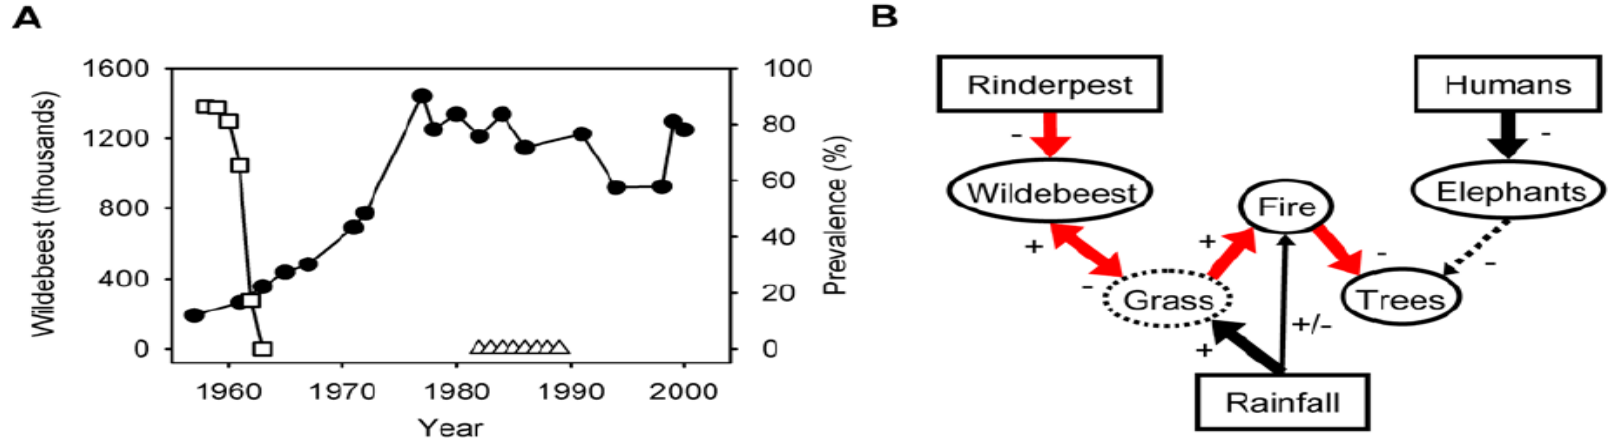 A
1600
1200
800
400
0
Wildebeest (thousands)
100
80
60
40
20
0
Prevalence (%)
1960 1970 1980 1990 2000
Year
B
Rinderpest
Humans
-
-
Wildebeest
Fire
Elephants
+
-
+
-
-
Grass
Trees
+
+/-
Rainfall